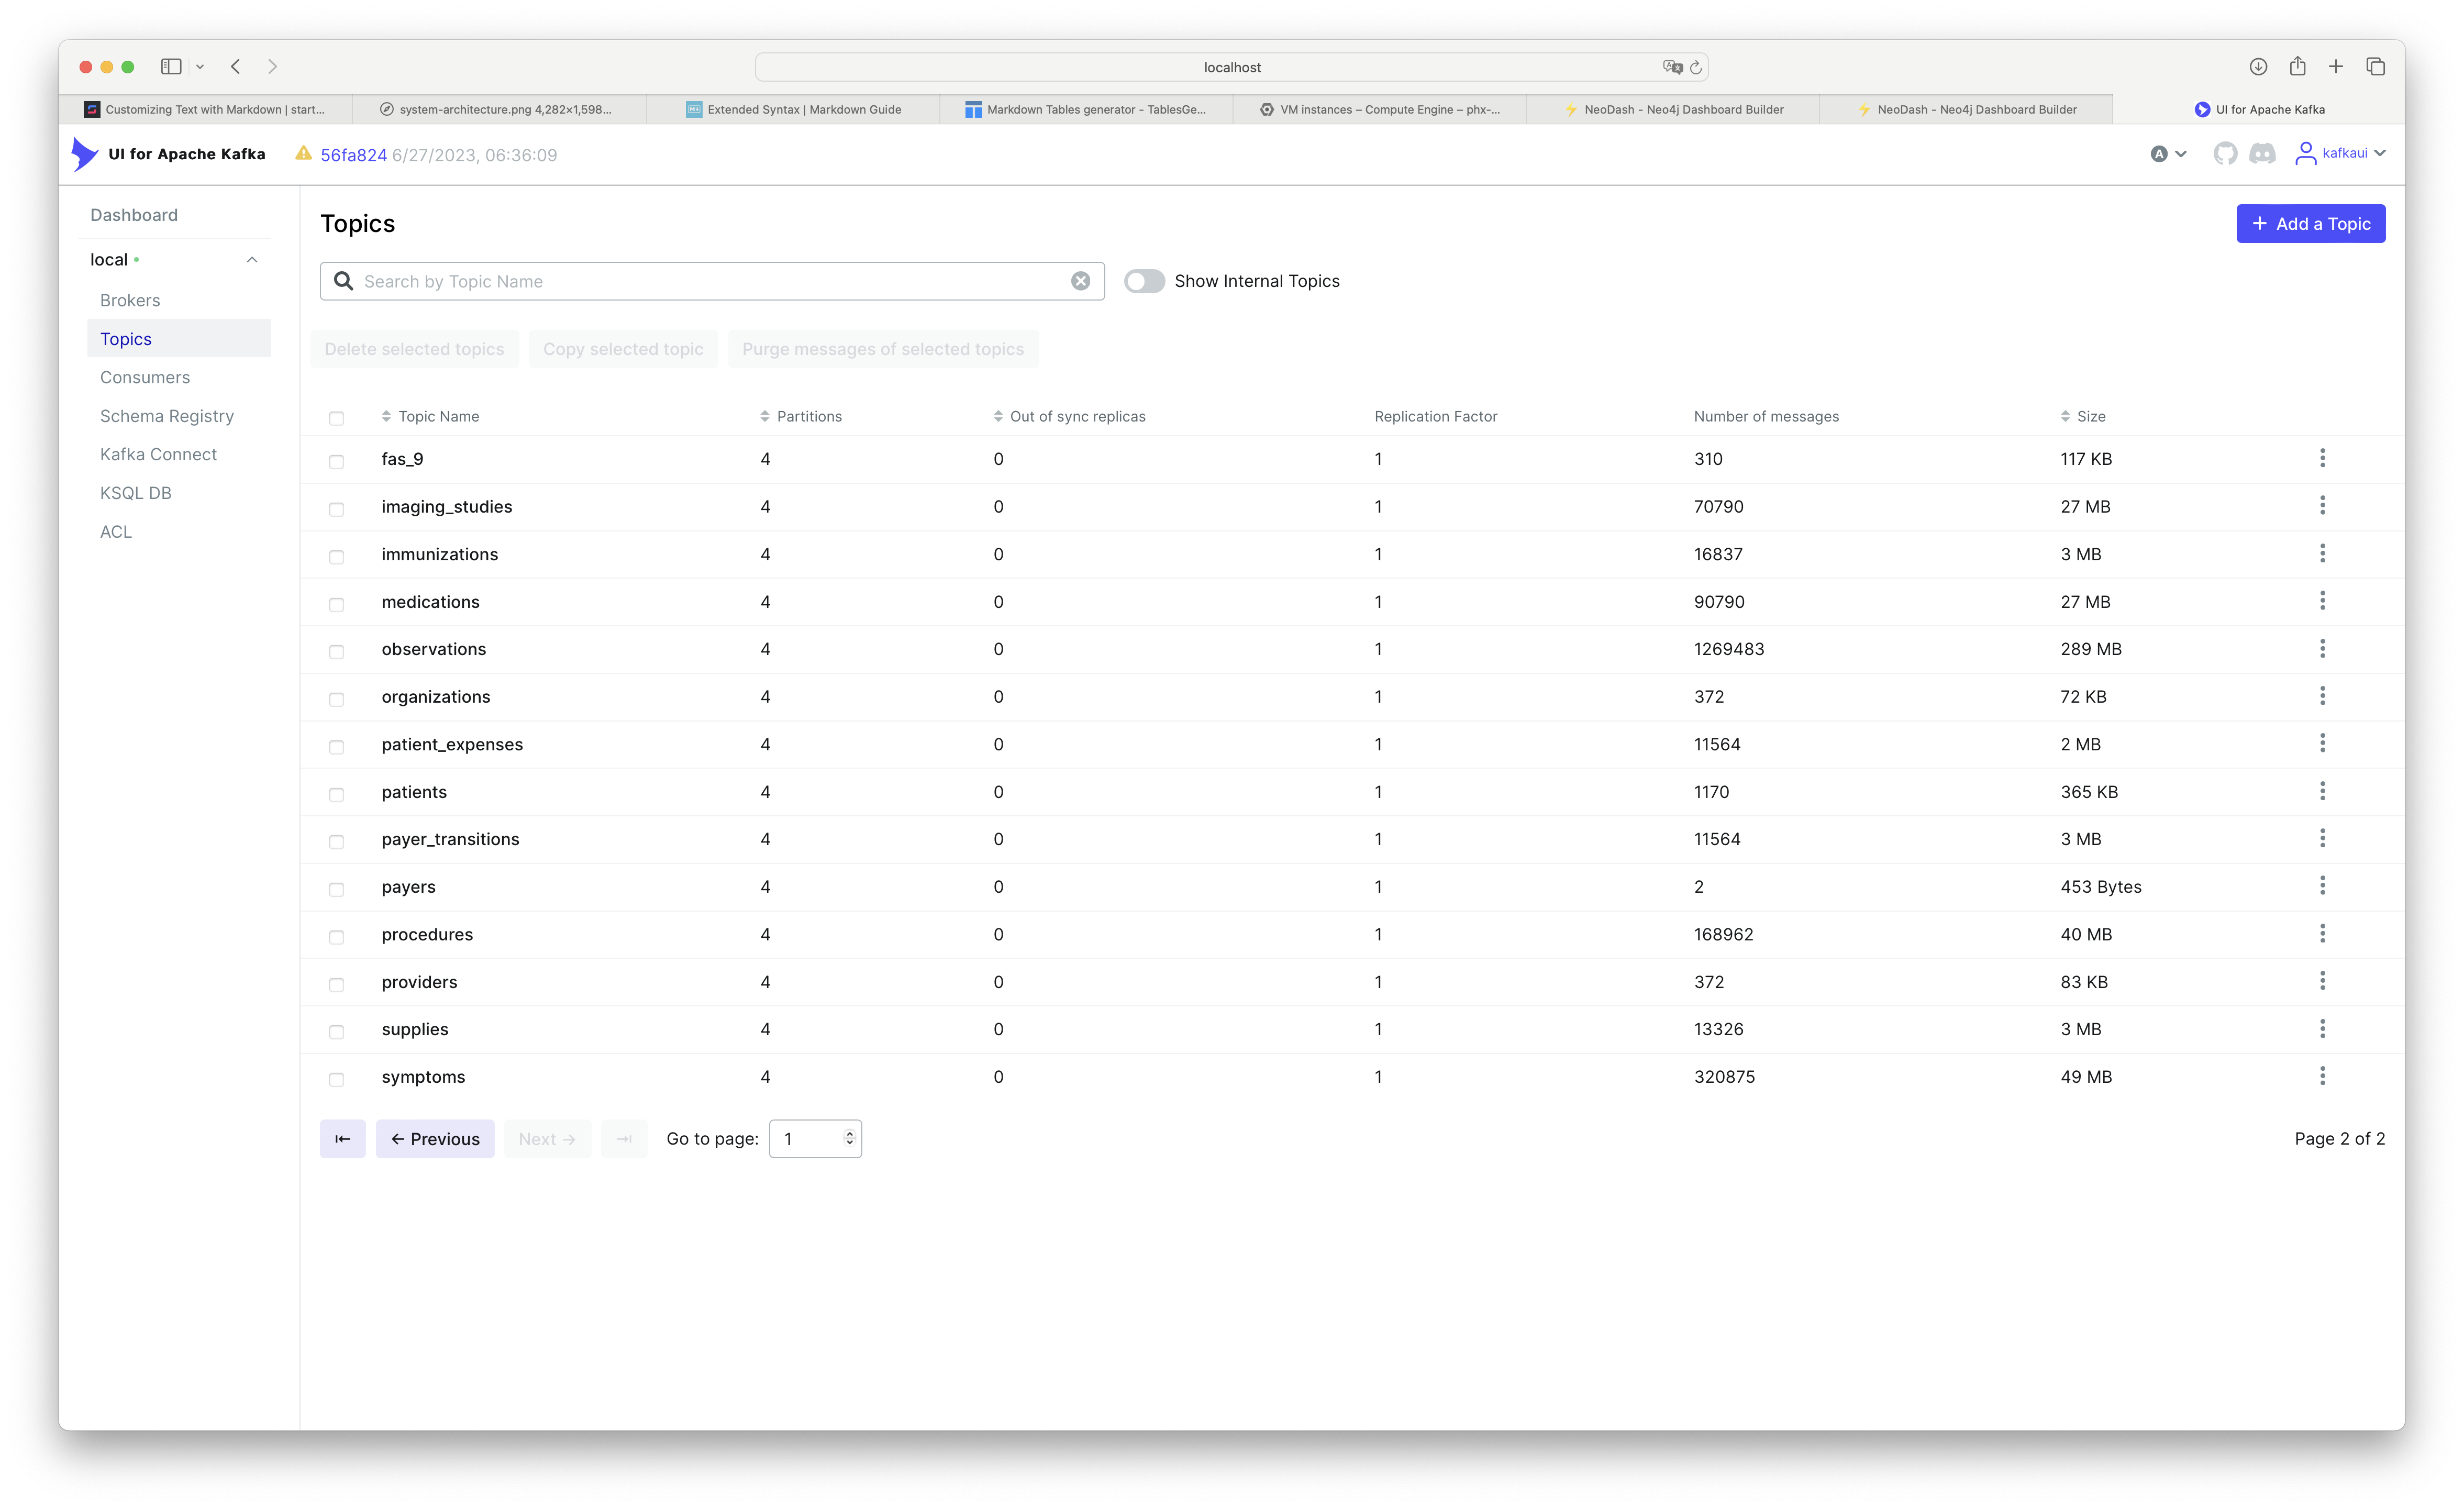 localhost
Customizing Text with Markdown | start...
system-architecture.png 4,282×1,598...
Extended Syntax | Markdown Guide
Markdown Tables generator - TablesGe...
VM instances – Compute Engine – phx-...
NeoDash - Neo4j Dashboard Builder
NeoDash - Neo4j Dashboard Builder
UI for Apache Kafka
UI for Apache Kafka
56fa824 6/27/2023, 06:36:09
A
kafkaui
Dashboard
local
Brokers
Topics
Consumers
Schema Registry
Kafka Connect
KSQL DB
ACL
Topics
Add a Topic
Search by Topic Name
Show Internal Topics
Delete selected topics
Copy selected topic
Purge messages of selected topics
Topic Name Partitions Out of sync replicas Replication Factor Number of messages Size
fas_9 4 0 1 310 117 KB
imaging_studies 4 0 1 70790 27 MB
immunizations 4 0 1 16837 3 MB
medications 4 0 1 90790 27 MB
observations 4 0 1 1269483 289 MB
organizations 4 0 1 372 72 KB
patient_expenses 4 0 1 11564 2 MB
patients 4 0 1 1170 365 KB
payer_transitions 4 0 1 11564 3 MB
payers 4 0 1 2 453 Bytes
procedures 4 0 1 168962 40 MB
providers 4 0 1 372 83 KB
supplies 4 0 1 13326 3 MB
symptoms 4 0 1 320875 49 MB
← Previous
Next →
Go to page: 1
Page 2 of 2